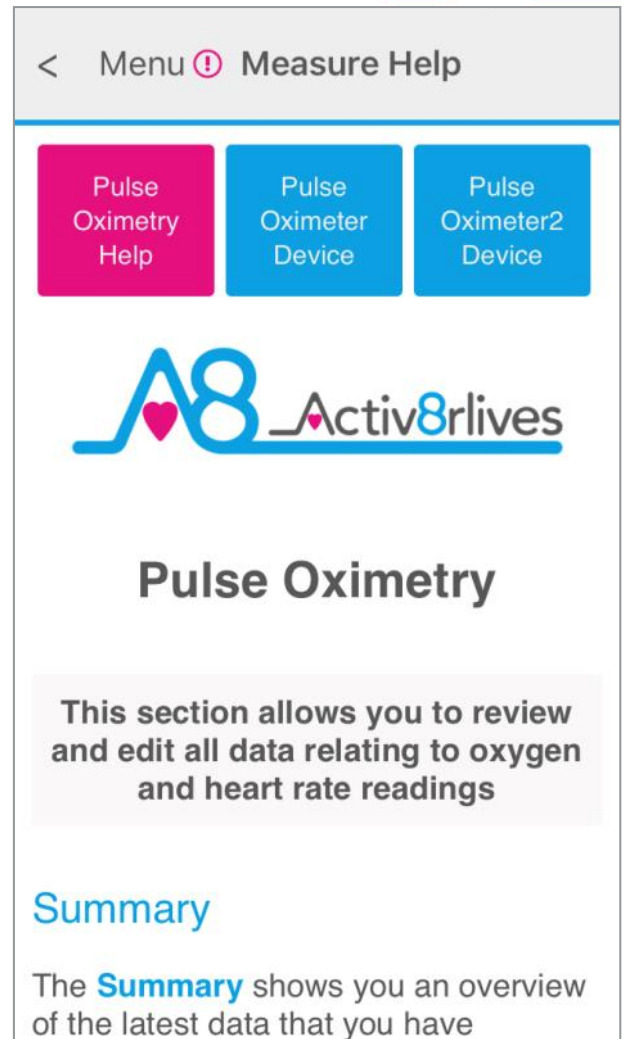 < Menu ! Measure Help
Pulse
Oximetry
Help
Pulse
Oximeter
Device
Pulse
Oximeter2
Device
A8 Activ8rlives
Pulse Oximetry
This section allows you to review
and edit all data relating to oxygen
and heart rate readings
Summary
The Summary shows you an overview
of the latest data that you have